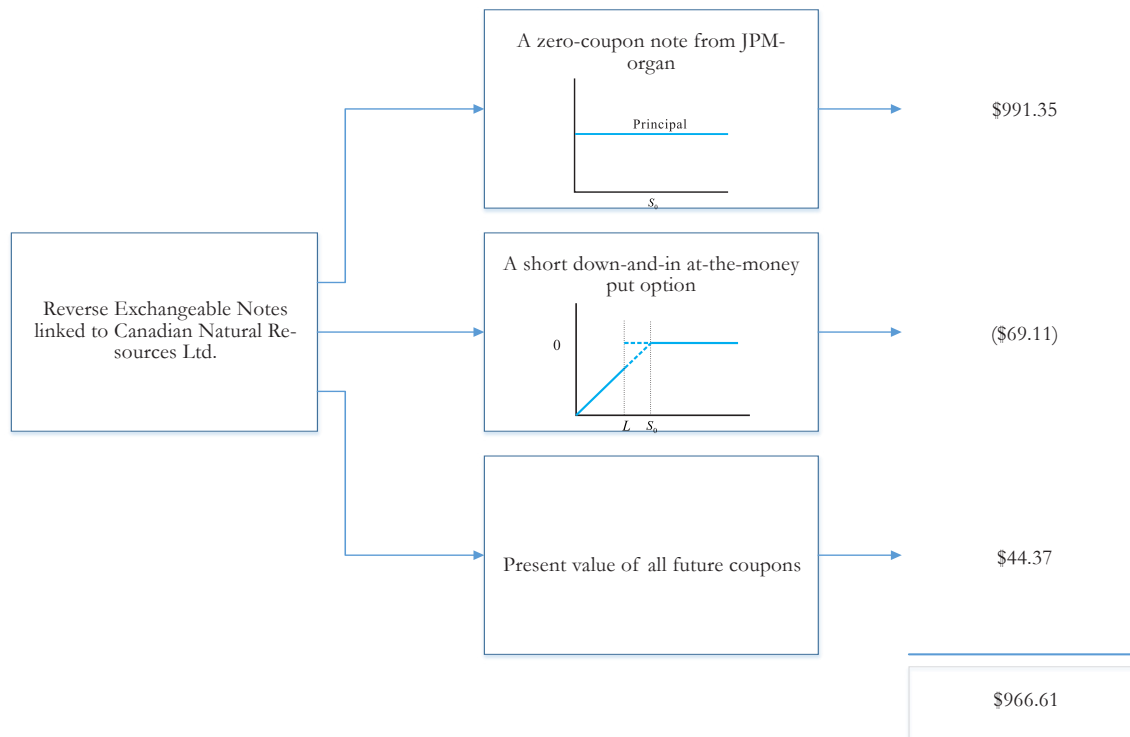 Reverse Exchangeable Notes
linked to Canadian Natural Re-
sources Ltd.
A zero-coupon note from JPM-
organ
Principal
S₀
$991.35
A short down-and-in at-the-money
put option
0
L S₀
($69.11)
Present value of all future coupons
$44.37
$966.61